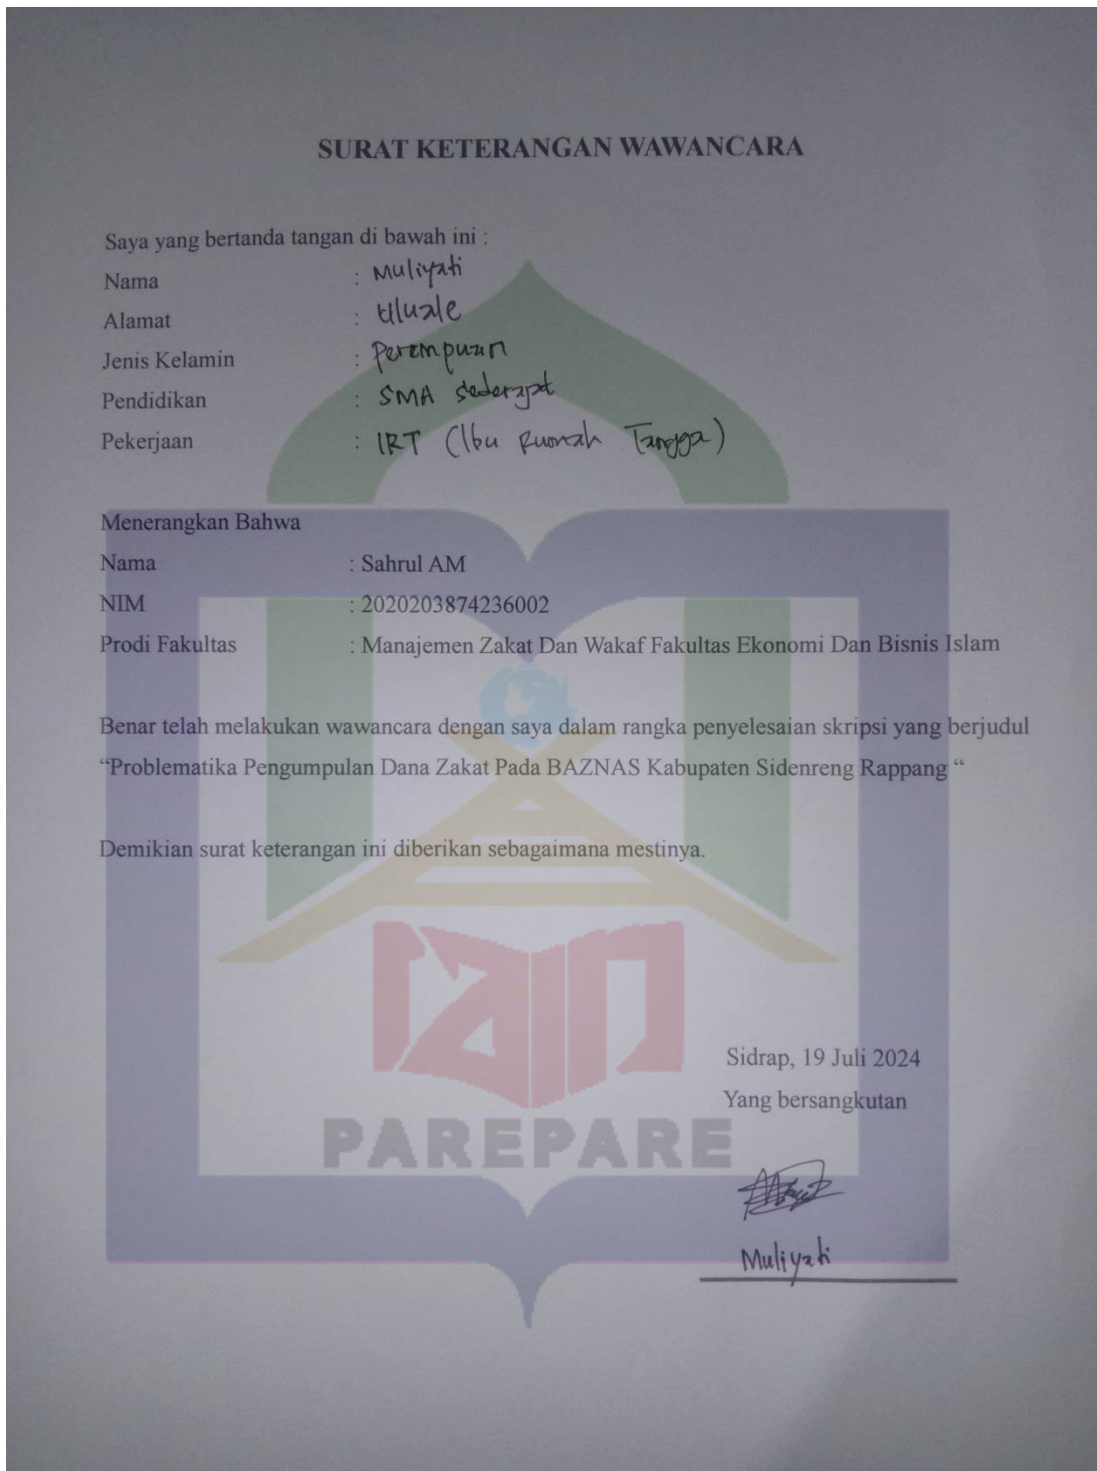 SURAT KETERANGAN WAWANCARA
Saya yang bertanda tangan di bawah ini :
Nama : Muliyati
Alamat : Uluale
Jenis Kelamin : Perempuan
Pendidikan : SMA sederajat
Pekerjaan : IRT (Ibu Rumah Tangga)
Menerangkan Bahwa
Nama : Sahrul AM
NIM : 2020203874236002
Prodi Fakultas : Manajemen Zakat Dan Wakaf Fakultas Ekonomi Dan Bisnis Islam
Benar telah melakukan wawancara dengan saya dalam rangka penyelesaian skripsi yang berjudul
“Problematika Pengumpulan Dana Zakat Pada BAZNAS Kabupaten Sidenreng Rappang “
Demikian surat keterangan ini diberikan sebagaimana mestinya.
iain
PAREPARE
Sidrap, 19 Juli 2024
Yang bersangkutan
Muliyati